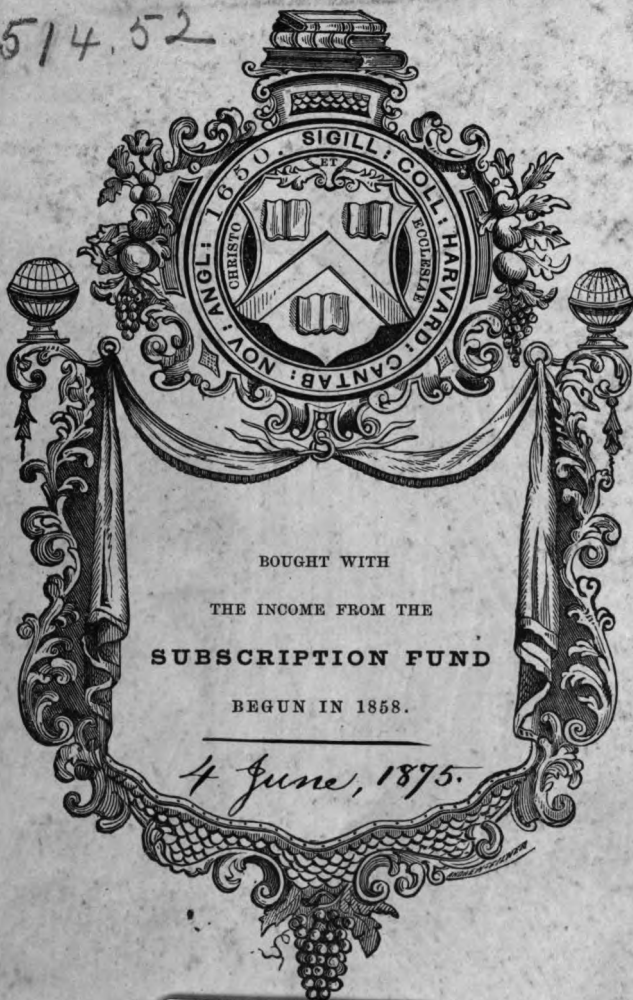 514.52
SIGILL: COLL: HARVARD: CANTAB: NOV: ANGL: 1650.
ET
CHRISTO
ECCLESIAE
BOUGHT WITH
THE INCOME FROM THE
SUBSCRIPTION FUND
BEGUN IN 1858.
4 June, 1875.